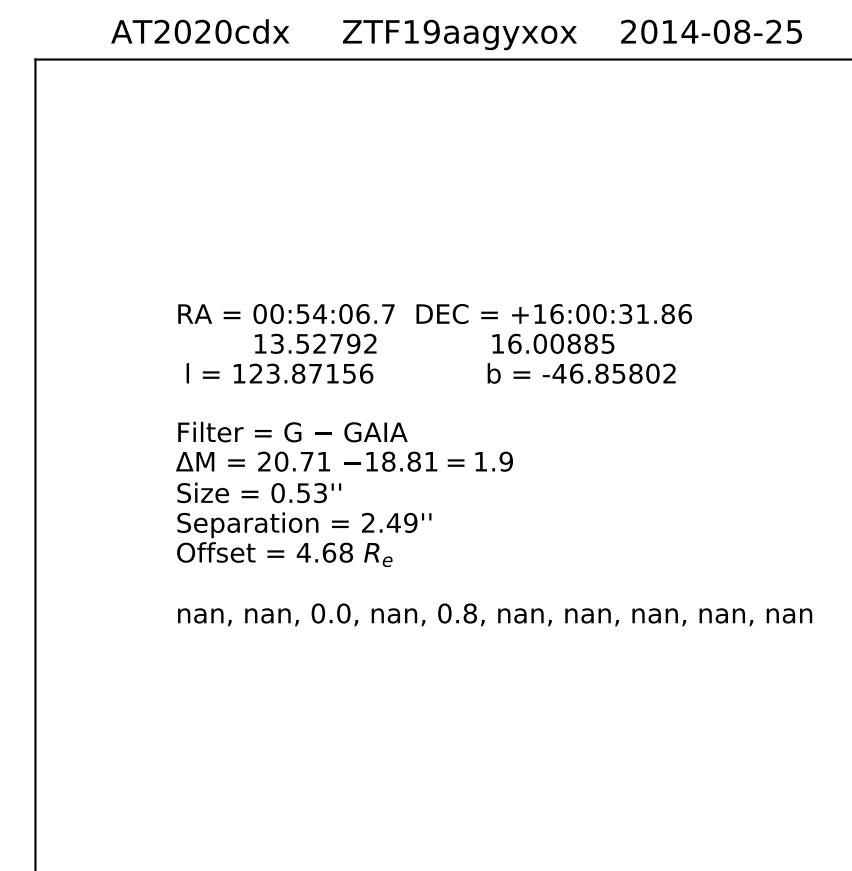 AT2020cdx ZTF19aagyxox 2014-08-25
RA = 00:54:06.7 DEC = +16:00:31.86
13.52792 16.00885
l = 123.87156 b = -46.85802
Filter = G − GAIA
ΔM = 20.71 −18.81 = 1.9
Size = 0.53''
Separation = 2.49''
Offset = 4.68 Rₑ
nan, nan, 0.0, nan, 0.8, nan, nan, nan, nan, nan